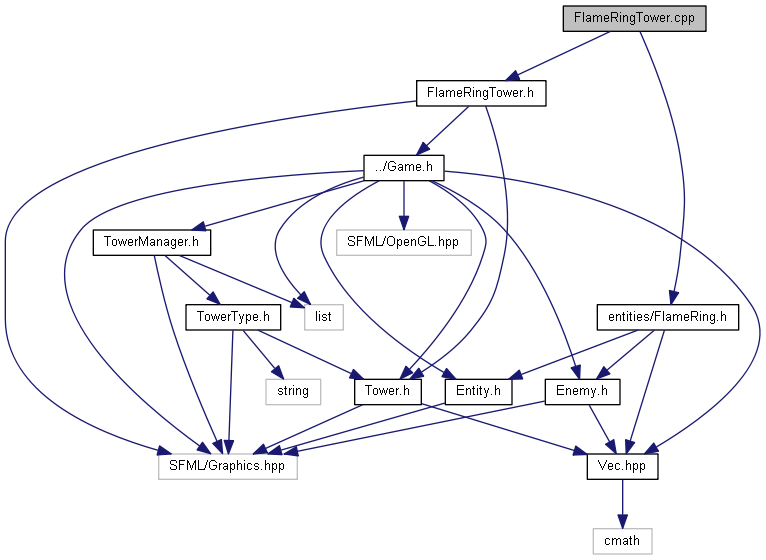 FlameRingTower.cpp
FlameRingTower.h
../Game.h
TowerManager.h
SFML/OpenGL.hpp
TowerType.h
list
entities/FlameRing.h
string
Tower.h
Entity.h
Enemy.h
SFML/Graphics.hpp
Vec.hpp
cmath